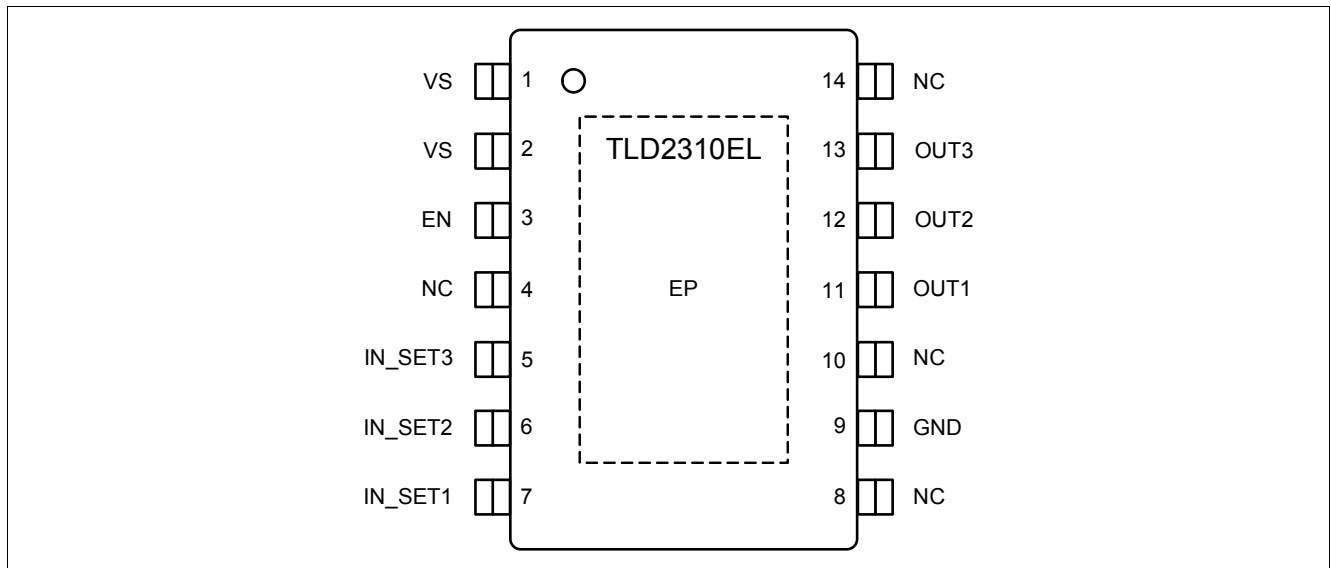 VS 1 14 NC
VS 2 TLD2310EL 13 OUT3
EN 3 12 OUT2
NC 4 EP 11 OUT1
IN_SET3 5 10 NC
IN_SET2 6 9 GND
IN_SET1 7 8 NC